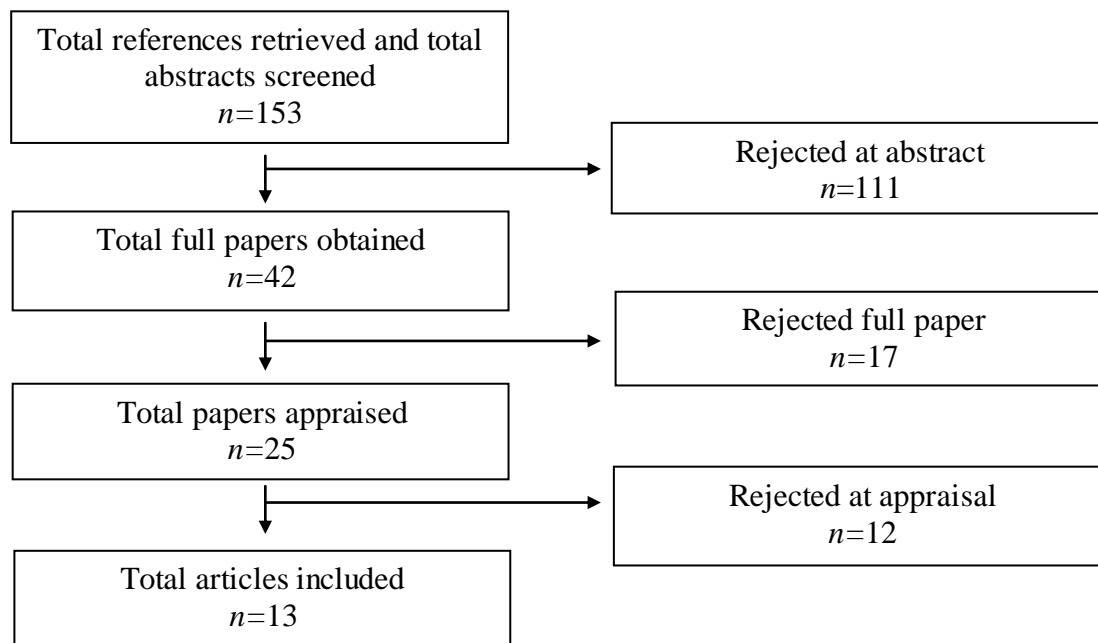 Total references retrieved and total
abstracts screened
n=153
Rejected at abstract
n=111
Total full papers obtained
n=42
Rejected full paper
n=17
Total papers appraised
n=25
Rejected at appraisal
n=12
Total articles included
n=13